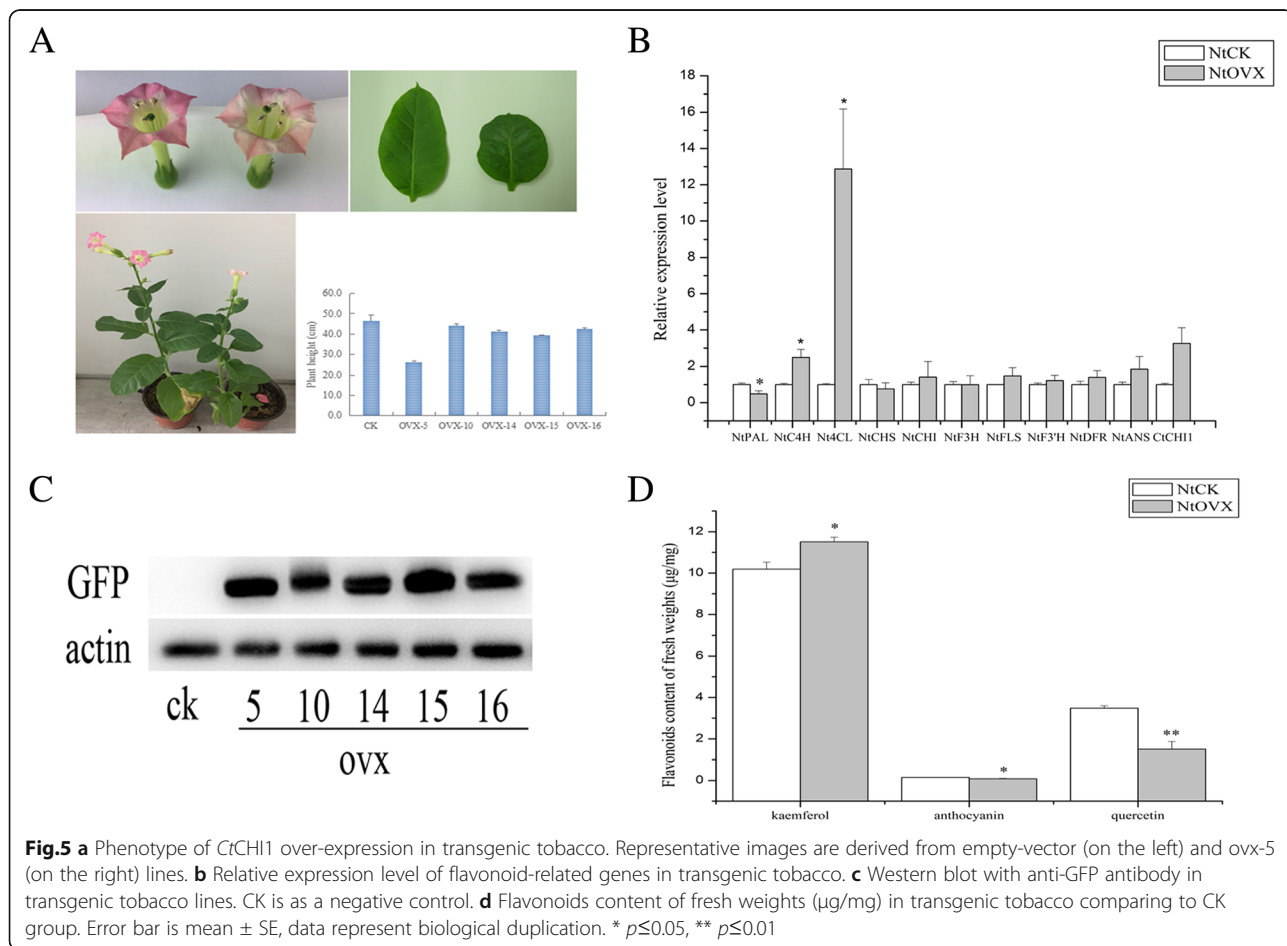 A
Plant height (cm)
60.0
50.0
40.0
30.0
20.0
10.0
0.0
CK OVX-5 OVX-10 OVX-14 OVX-15 OVX-16
B
NtCK
NtOVX
Relative expression level
18
16
14
12
10
8
6
4
2
0
* * *
NtPAL NtC4H Nt4CL NtCHS NtCHI NtF3H NtFLS NtF3'H NtDFR NtANS CtCHI1
C
GFP
actin
ck 5 10 14 15 16
ovx
D
NtCK
NtOVX
Flavonoids content of fresh weights (μg/mg)
12
10
8
6
4
2
0
* * **
kaemferol anthocyanin quercetin
Fig.5 a Phenotype of CtCHI1 over-expression in transgenic tobacco. Representative images are derived from empty-vector (on the left) and ovx-5
(on the right) lines. b Relative expression level of flavonoid-related genes in transgenic tobacco. c Western blot with anti-GFP antibody in
transgenic tobacco lines. CK is as a negative control. d Flavonoids content of fresh weights (μg/mg) in transgenic tobacco comparing to CK
group. Error bar is mean ± SE, data represent biological duplication. * p≤0.05, ** p≤0.01